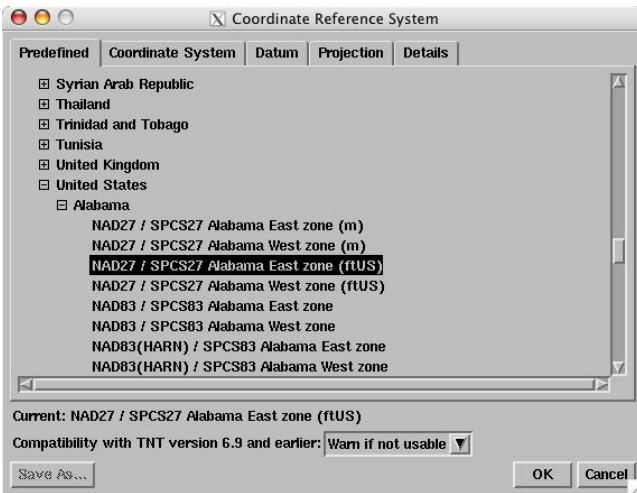 Coordinate Reference System
Predefined Coordinate System Datum Projection Details
Syrian Arab Republic
Thailand
Trinidad and Tobago
Tunisia
United Kingdom
United States
Alabama
NAD27 / SPCS27 Alabama East zone (m)
NAD27 / SPCS27 Alabama West zone (m)
NAD27 / SPCS27 Alabama East zone (ftUS)
NAD27 / SPCS27 Alabama West zone (ftUS)
NAD83 / SPCS83 Alabama East zone
NAD83 / SPCS83 Alabama West zone
NAD83(HARN) / SPCS83 Alabama East zone
NAD83(HARN) / SPCS83 Alabama West zone
Current: NAD27 / SPCS27 Alabama East zone (ftUS)
Compatibility with TNT version 6.9 and earlier: Warn if not usable
Save As... OK Cancel